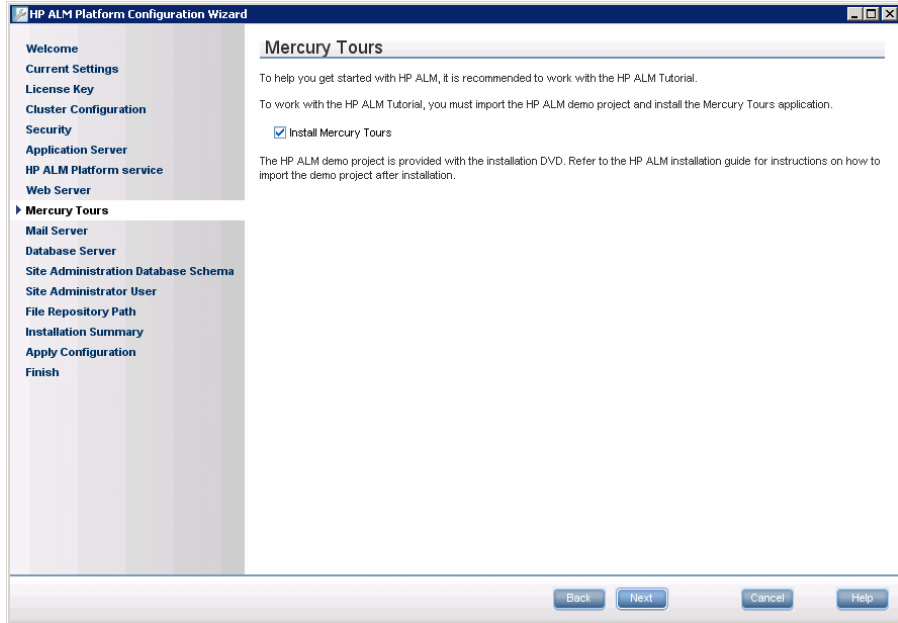 HP ALM Platform Configuration Wizard
Welcome
Current Settings
License Key
Cluster Configuration
Security
Application Server
HP ALM Platform service
Web Server
Mercury Tours
Mail Server
Database Server
Site Administration Database Schema
Site Administrator User
File Repository Path
Installation Summary
Apply Configuration
Finish
Mercury Tours
To help you get started with HP ALM, it is recommended to work with the HP ALM Tutorial.
To work with the HP ALM Tutorial, you must import the HP ALM demo project and install the Mercury Tours application.
Install Mercury Tours
The HP ALM demo project is provided with the installation DVD. Refer to the HP ALM installation guide for instructions on how to
import the demo project after installation.
Back
Next
Cancel
Help